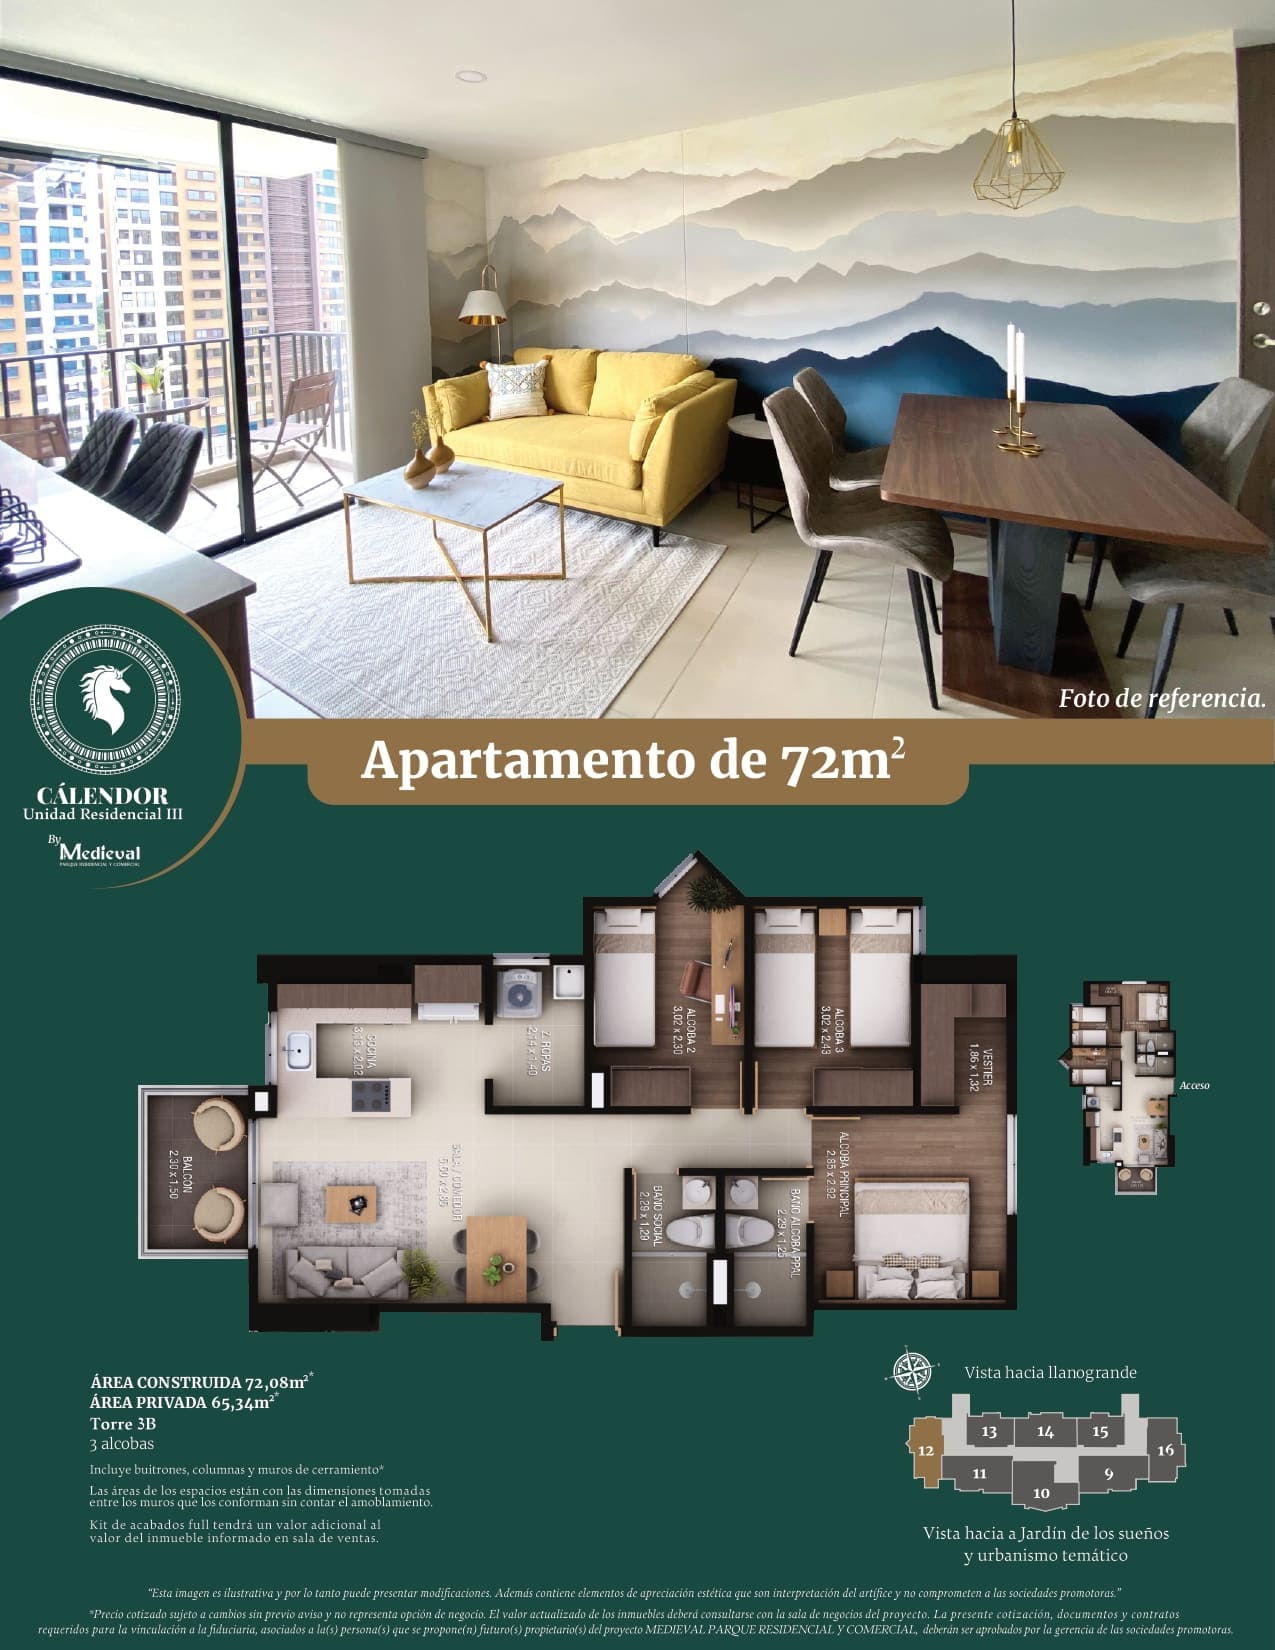 Foto de referencia.
Apartamento de 72m²
CÁLENDOR
Unidad Residencial III
By
Medieval
PARQUE RESIDENCIAL Y COMERCIAL
ALCOBA 2
3,02 x 2,30
ALCOBA 3
3,02 x 2,43
VESTIER
1,86 x 1,32
COCINA
3,13 x 2,02
Z. ROPAS
2,14 x 1,40
BALCON
2,30 x 1,50
SALA / COMEDOR
BAÑO SOCIAL
2,29 x 1,29
BAÑO ALCOBA PPAL
2,29 x 1,25
ALCOBA PRINCIPAL
2,85 x 2,92
Acceso
ÁREA CONSTRUIDA 72,08m²*
ÁREA PRIVADA 65,34m²*
Torre 3B
3 alcobas
Incluye buitrones, columnas y muros de cerramiento*
Las áreas de los espacios están con las dimensiones tomadas
entre los muros que los conforman sin contar el amoblamiento.
Kit de acabados full tendrá un valor adicional al
valor del inmueble informado en sala de ventas.
Vista hacia llanogrande
12
13
14
15
16
11
10
9
Vista hacia a Jardín de los sueños
y urbanismo temático
“Esta imagen es ilustrativa y por lo tanto puede presentar modificaciones. Además contiene elementos de apreciación estética que son interpretación del artífice y no comprometen a las sociedades promotoras.”
*Precio cotizado sujeto a cambios sin previo aviso y no representa opción de negocio. El valor actualizado de los inmuebles deberá consultarse con la sala de negocios del proyecto. La presente cotización, documentos y contratos
requeridos para la vinculación a la fiduciaria, asociados a la(s) persona(s) que se propone(n) futuro(s) propietario(s) del proyecto MEDIEVAL PARQUE RESIDENCIAL Y COMERCIAL, deberán ser aprobados por la gerencia de las sociedades promotoras.